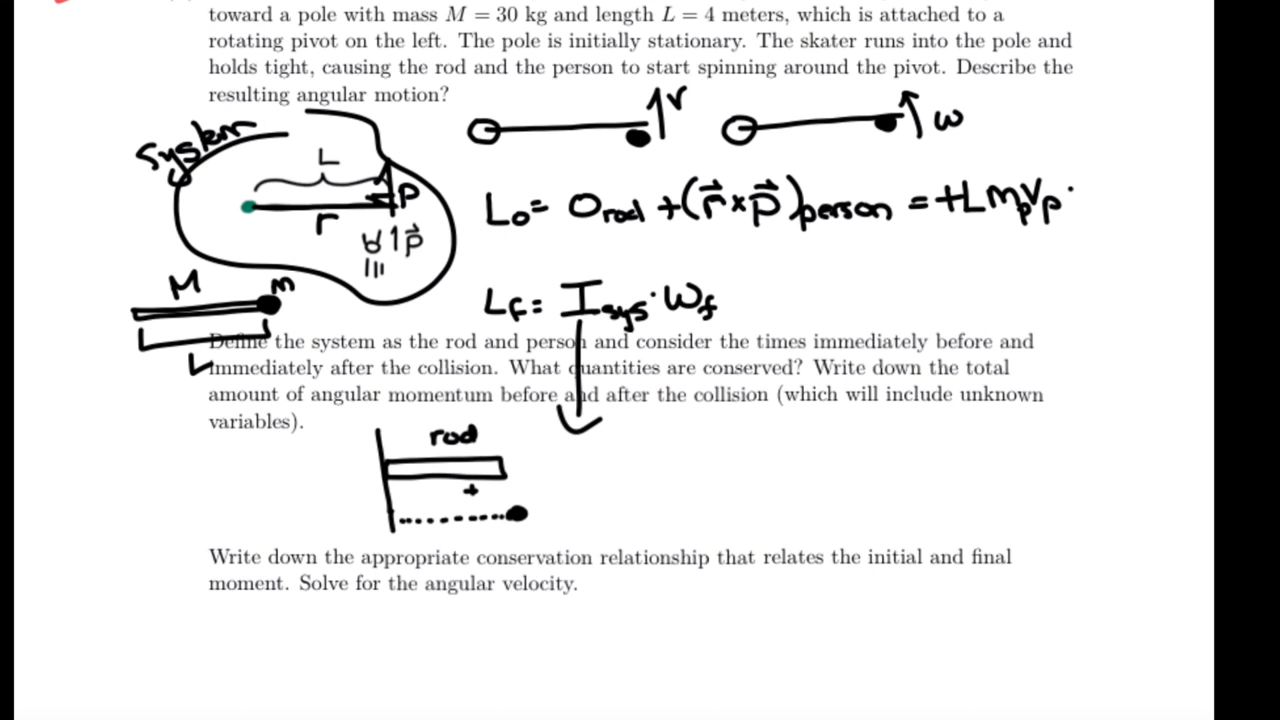 toward a pole with mass M = 30 kg and length L = 4 meters, which is attached to a
rotating pivot on the left. The pole is initially stationary. The skater runs into the pole and
holds tight, causing the rod and the person to start spinning around the pivot. Describe the
resulting angular motion?
system
L
r
P
p⃗
v
ω
L₀= 0rod +(r⃗×p⃗)person = +L mₚvₚ.
M
m
L
Lf= Isys·ωf
Define the system as the rod and person and consider the times immediately before and
immediately after the collision. What quantities are conserved? Write down the total
amount of angular momentum before and after the collision (which will include unknown
variables).
rod
+
Write down the appropriate conservation relationship that relates the initial and final
moment. Solve for the angular velocity.